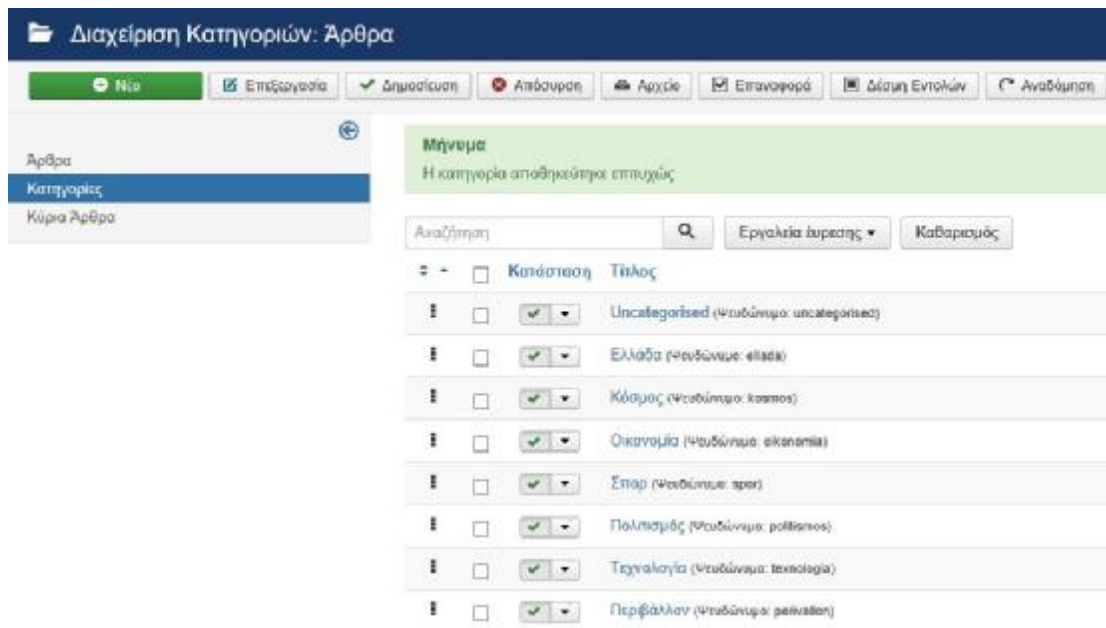 Διαχείριση Κατηγοριών: Άρθρα
Νέο Επεξεργασία Δημοσίευση Απόσυρση Αρχείο Επαναφορά Δέσμη Εντολών Αναδόμηση
Άρθρα
Κατηγορίες
Κύρια Άρθρα
Μήνυμα
Η κατηγορία αποθηκεύτηκε επιτυχώς
Αναζήτηση Εργαλεία έυρεσης Καθαρισμός
Κατάσταση Τίτλος
Uncategorised (Ψευδώνυμο: uncategorised)
Ελλάδα (Ψευδώνυμο: ellada)
Κόσμος (Ψευδώνυμο: kosmos)
Οικονομία (Ψευδώνυμο: oikonomia)
Σπορ (Ψευδώνυμο: spor)
Πολιτισμός (Ψευδώνυμο: politismos)
Τεχνολογία (Ψευδώνυμο: texnologia)
Περιβάλλον (Ψευδώνυμο: perivallon)